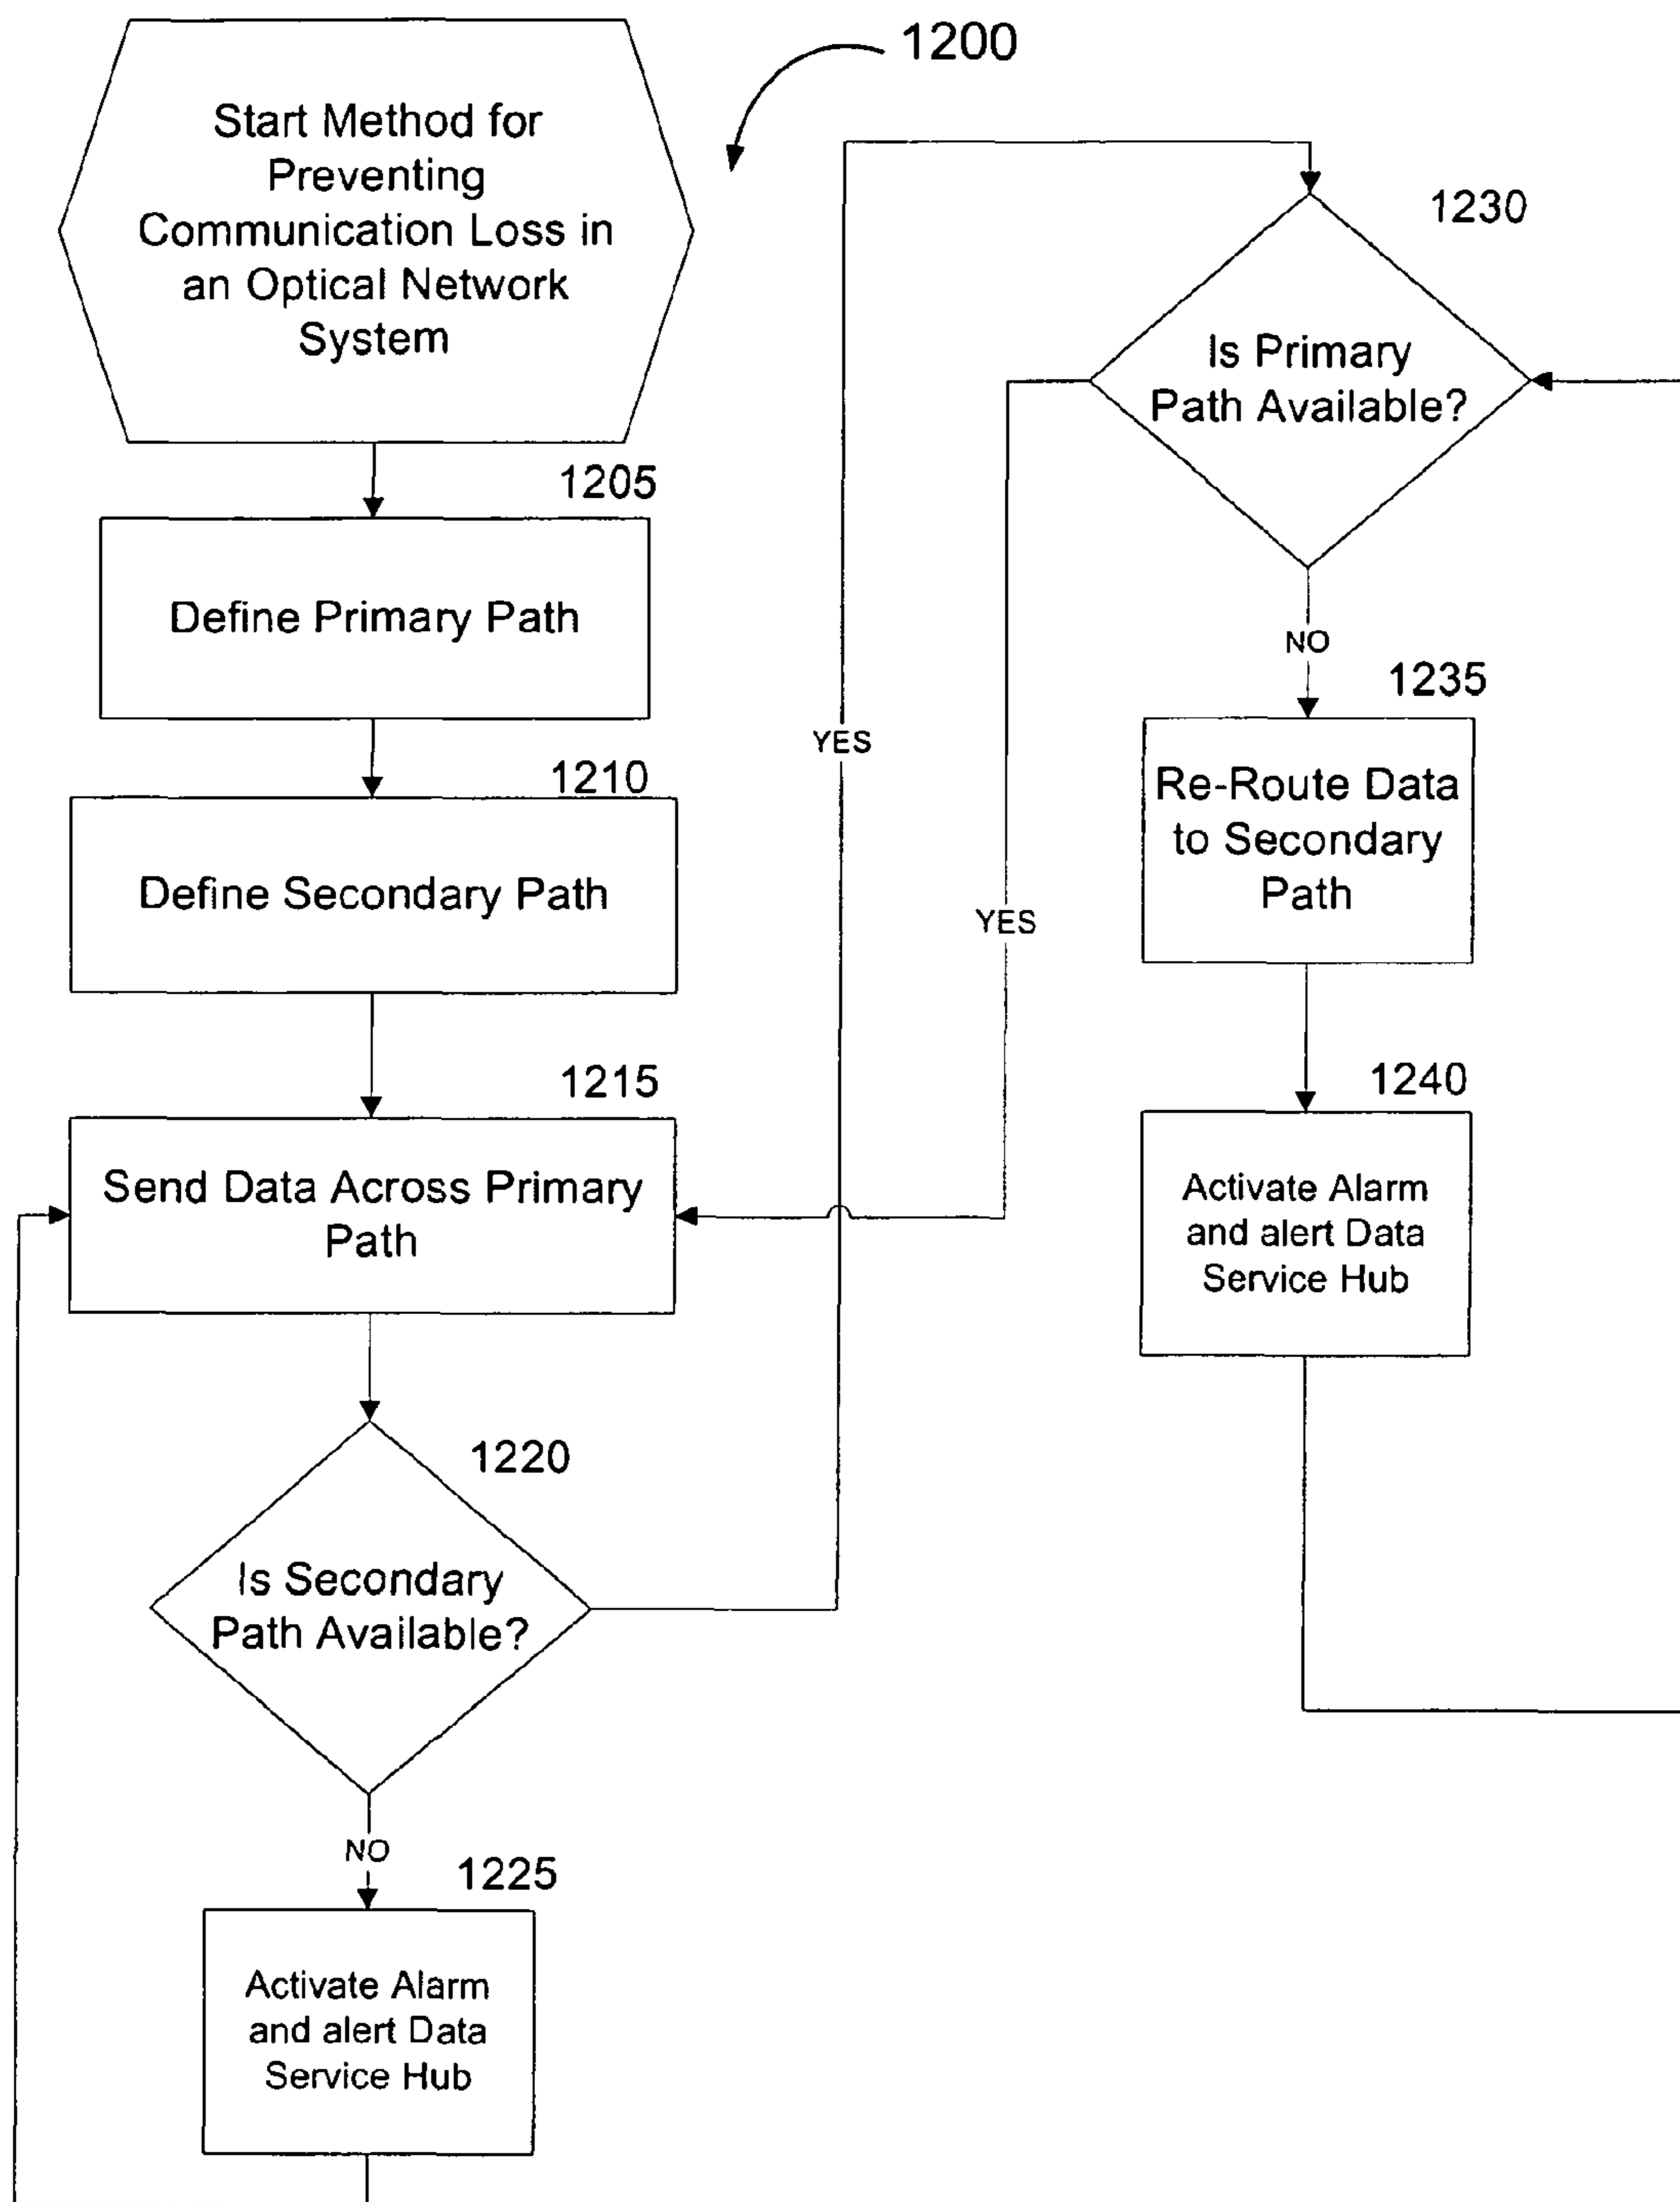 1200
Start Method for
Preventing
Communication Loss in
an Optical Network
System
1205
Define Primary Path
1210
Define Secondary Path
1215
Send Data Across Primary
Path
1220
Is Secondary
Path Available?
NO
1225
Activate Alarm
and alert Data
Service Hub
YES
1230
Is Primary
Path Available?
YES
NO
1235
Re-Route Data
to Secondary
Path
1240
Activate Alarm
and alert Data
Service Hub